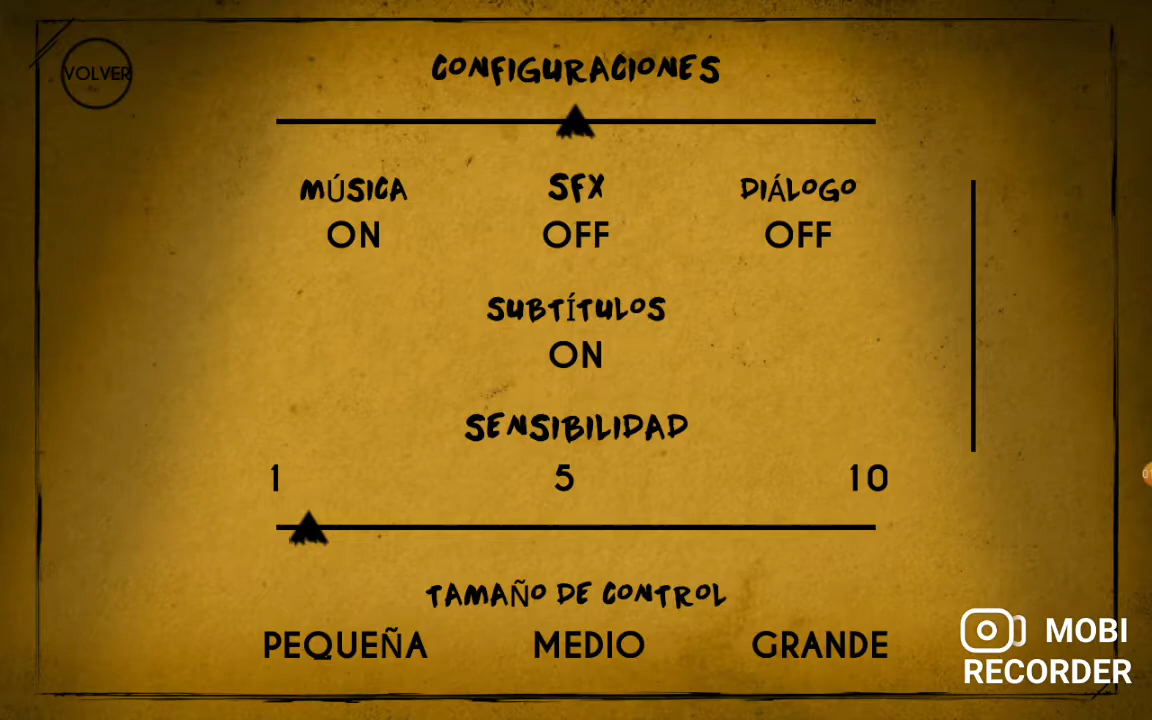 VOLVER
CONFIGURACIONES
MÚSICA SFX DIÁLOGO
ON OFF OFF
SUBTÍTULOS
ON
SENSIBILIDAD
1 5 10
TAMAÑO DE CONTROL
PEQUEÑA MEDIO GRANDE
MOBI
RECORDER